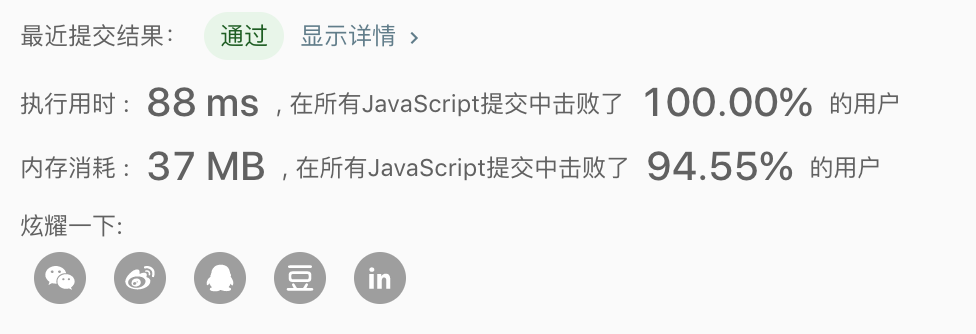 最近提交结果： 通过 显示详情 ›
执行用时 : 88 ms , 在所有JavaScript提交中击败了 100.00% 的用户
内存消耗 : 37 MB , 在所有JavaScript提交中击败了 94.55% 的用户
炫耀一下:
豆 in